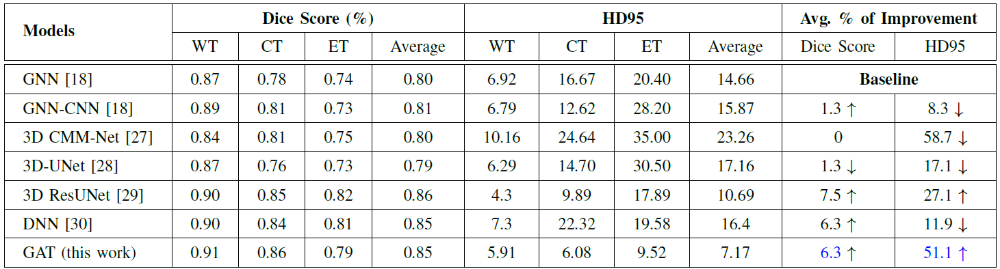 Models Dice Score (%) HD95 Avg. % of Improvement
WT CT ET Average WT CT ET Average Dice Score HD95
GNN [18] 0.87 0.78 0.74 0.80 6.92 16.67 20.40 14.66 Baseline
GNN-CNN [18] 0.89 0.81 0.73 0.81 6.79 12.62 28.20 15.87 1.3 ↑ 8.3 ↓
3D CMM-Net [27] 0.84 0.81 0.75 0.80 10.16 24.64 35.00 23.26 0 58.7 ↓
3D-UNet [28] 0.87 0.76 0.73 0.79 6.29 14.70 30.50 17.16 1.3 ↓ 17.1 ↓
3D ResUNet [29] 0.90 0.85 0.82 0.86 4.3 9.89 17.89 10.69 7.5 ↑ 27.1 ↑
DNN [30] 0.90 0.84 0.81 0.85 7.3 22.32 19.58 16.4 6.3 ↑ 11.9 ↓
GAT (this work) 0.91 0.86 0.79 0.85 5.91 6.08 9.52 7.17 6.3 ↑ 51.1 ↑